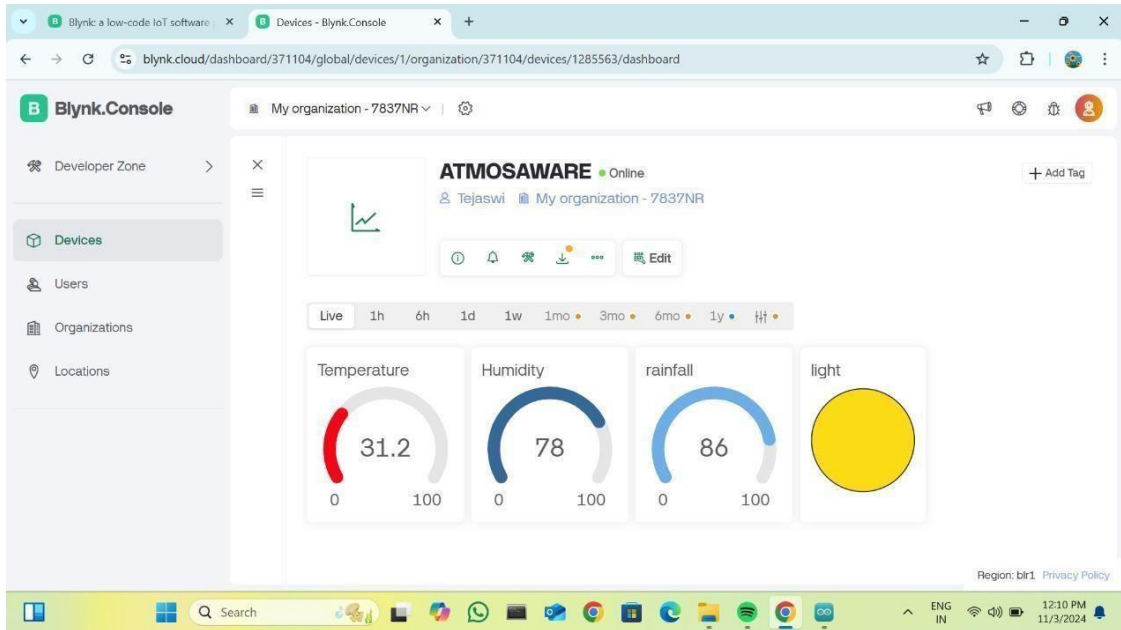 Blynk: a low-code IoT software
Devices - Blynk.Console
blynk.cloud/dashboard/371104/global/devices/1/organization/371104/devices/1285563/dashboard
B Blynk.Console
My organization - 7837NR
Developer Zone
ATMOSAWARE Online
+ Add Tag
Tejaswi My organization - 7837NR
Devices
Edit
Users
Live 1h 6h 1d 1w 1mo 3mo 6mo 1y
Organizations
Locations
Temperature Humidity rainfall light
31.2 78 86
0 100 0 100 0 100
Region: blr1 Privacy Policy
Search
ENG
IN
12:10 PM
11/3/2024